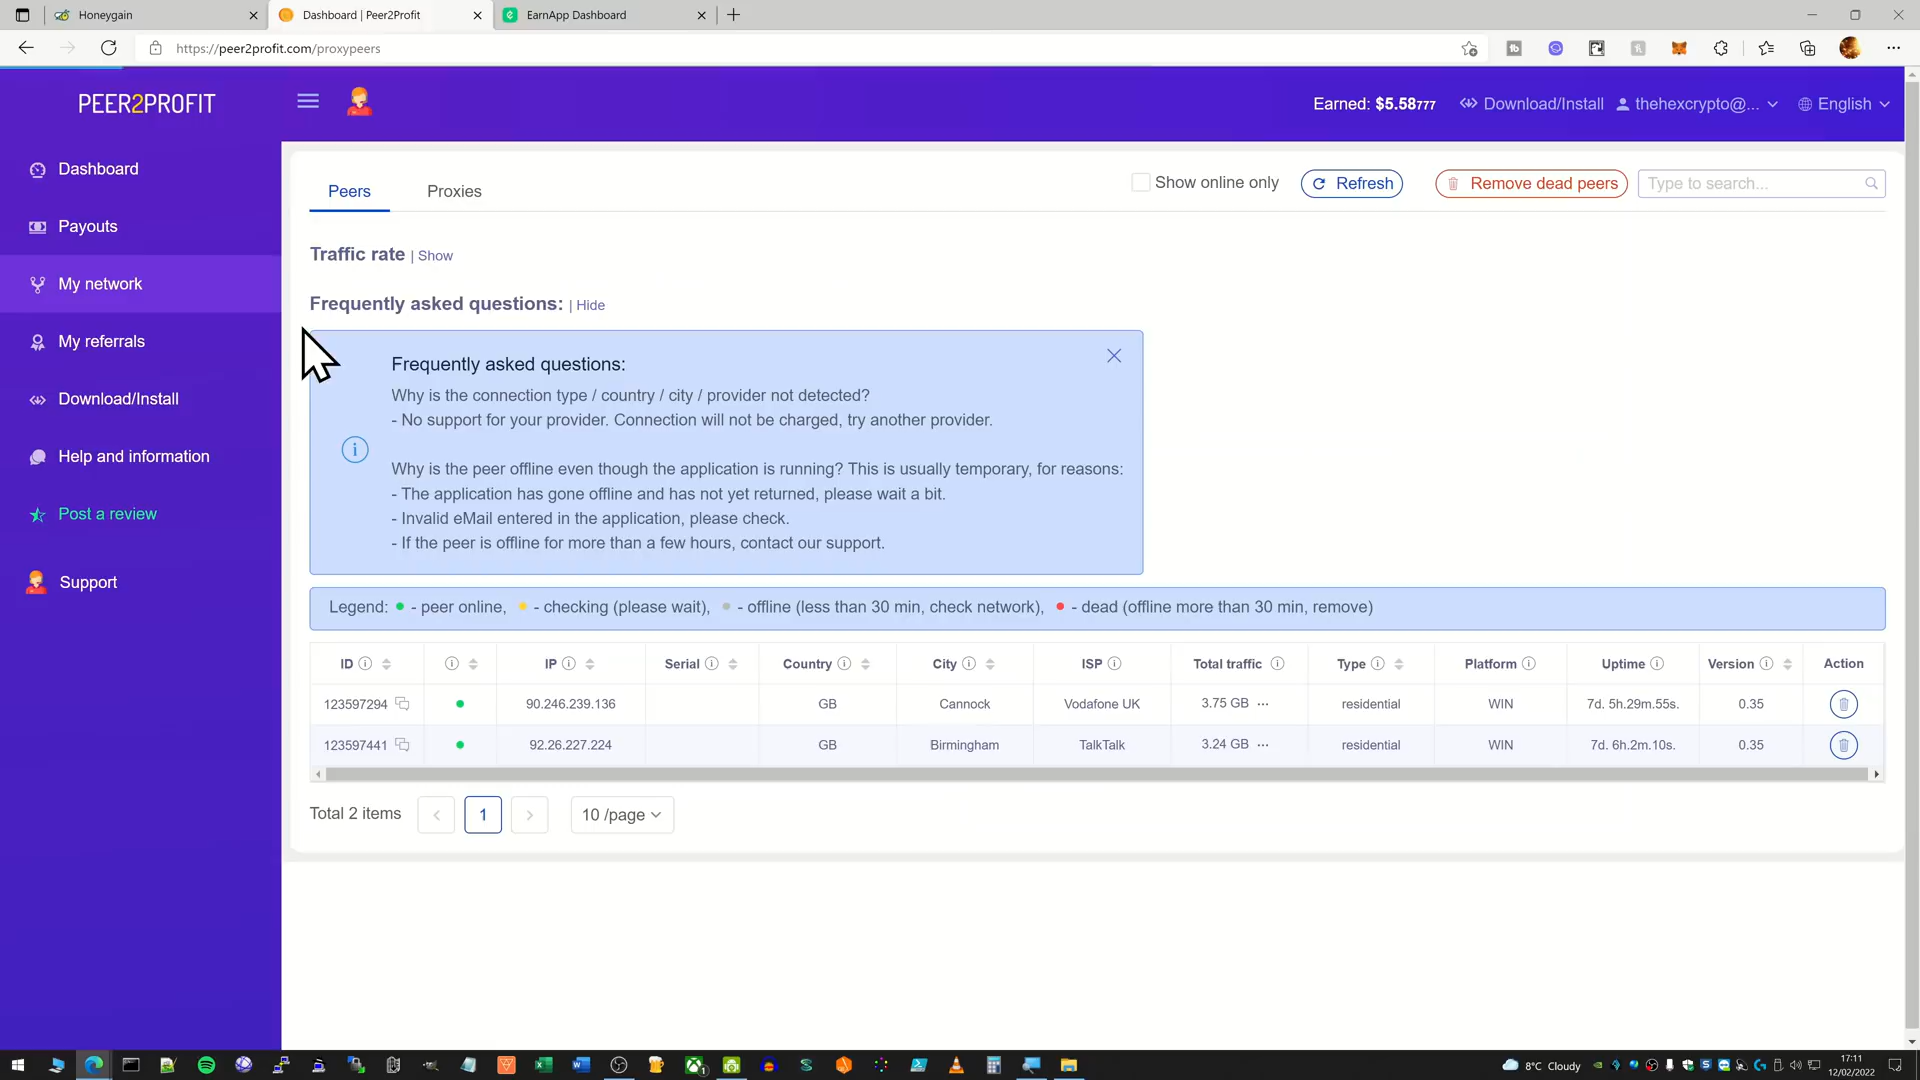 Honeygain
Dashboard | Peer2Profit
EarnApp Dashboard
https://peer2profit.com/proxypeers
PEER2PROFIT
Earned: $5.58777
Download/Install
thehexcrypto@...
English
Dashboard
Payouts
My network
My referrals
Download/Install
Help and information
Post a review
Support
Peers
Proxies
Show online only
Refresh
Remove dead peers
Type to search...
Traffic rate | Show
Frequently asked questions: | Hide
Frequently asked questions:
Why is the connection type / country / city / provider not detected?
- No support for your provider. Connection will not be charged, try another provider.
Why is the peer offline even though the application is running? This is usually temporary, for reasons:
- The application has gone offline and has not yet returned, please wait a bit.
- Invalid eMail entered in the application, please check.
- If the peer is offline for more than a few hours, contact our support.
Legend: - peer online, - checking (please wait), - offline (less than 30 min, check network), - dead (offline more than 30 min, remove)
ID IP Serial Country City ISP Total traffic Type Platform Uptime Version Action
123597294 90.246.239.136 GB Cannock Vodafone UK 3.75 GB ··· residential WIN 7d. 5h.29m.55s. 0.35
123597441 92.26.227.224 GB Birmingham TalkTalk 3.24 GB ··· residential WIN 7d. 6h.2m.10s. 0.35
Total 2 items
1
10 /page
8°C Cloudy
17:11
12/02/2022